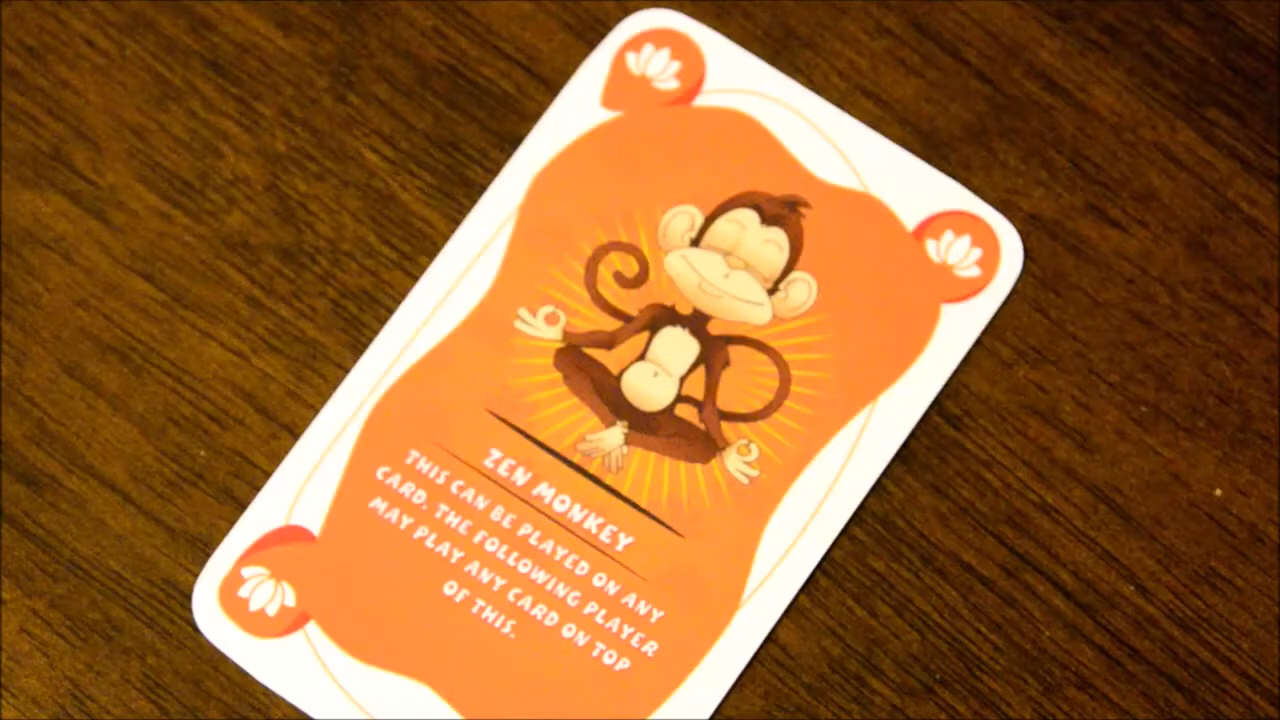 ZEN MONKEY
THIS CAN BE PLAYED ON ANY
CARD. THE FOLLOWING PLAYER
MAY PLAY ANY CARD ON TOP
OF THIS.